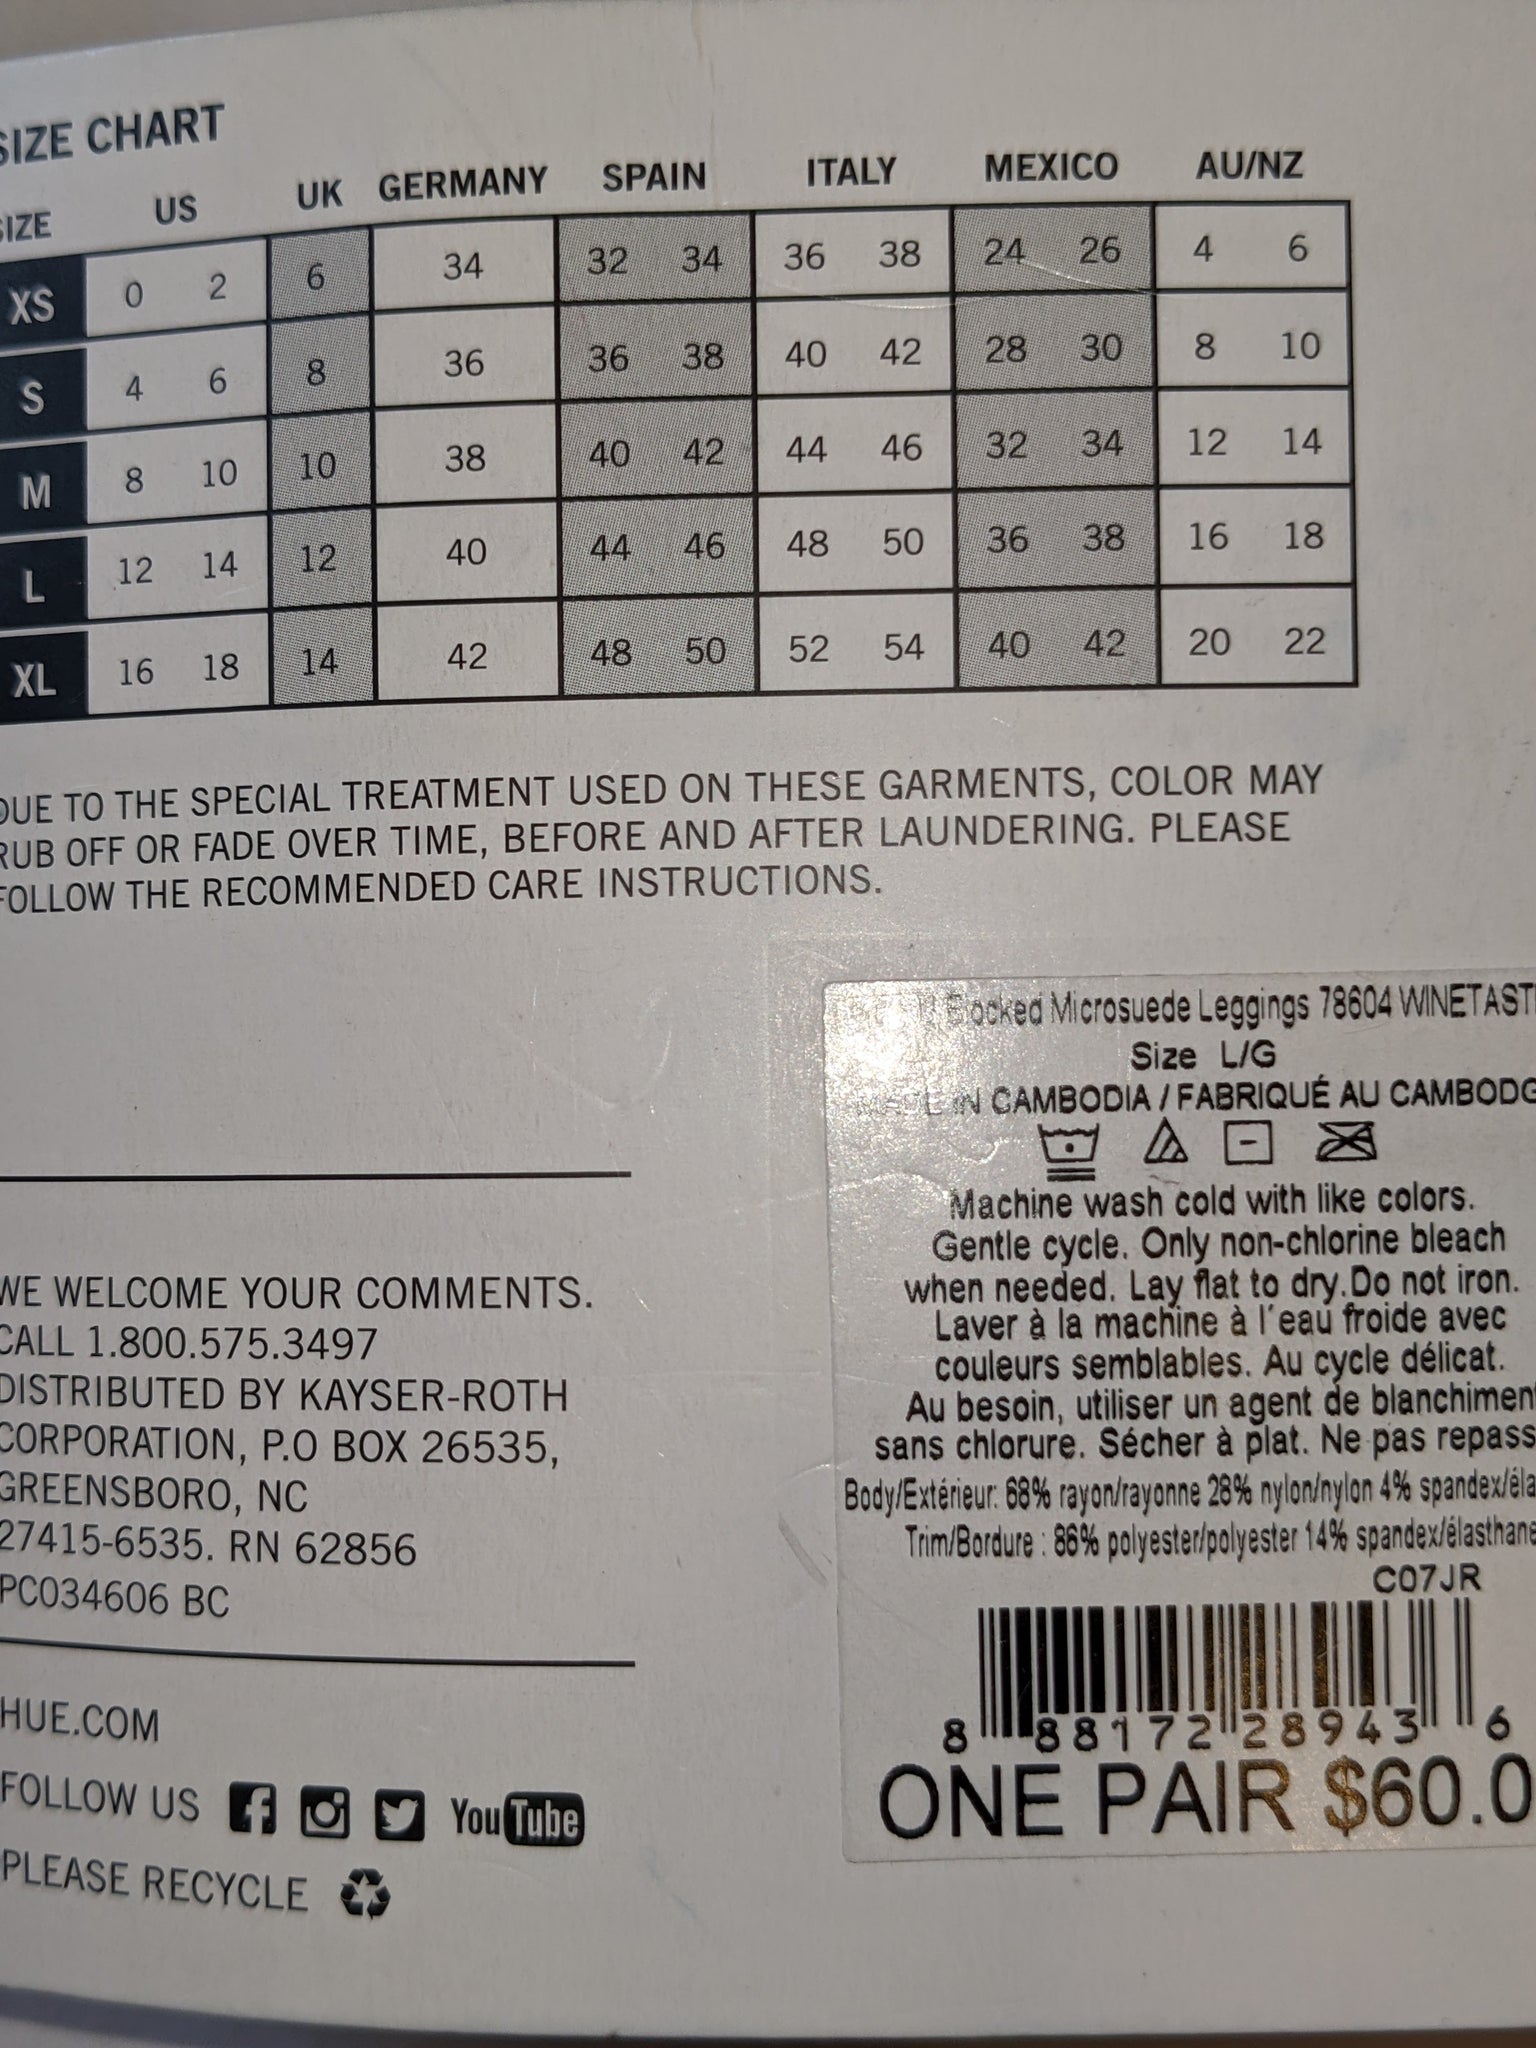 SIZE CHART
SIZE US UK GERMANY SPAIN ITALY MEXICO AU/NZ
XS 0 2 6 34 32 34 36 38 24 26 4 6
S 4 6 8 36 36 38 40 42 28 30 8 10
M 8 10 10 38 40 42 44 46 32 34 12 14
L 12 14 12 40 44 46 48 50 36 38 16 18
XL 16 18 14 42 48 50 52 54 40 42 20 22
DUE TO THE SPECIAL TREATMENT USED ON THESE GARMENTS, COLOR MAY
RUB OFF OR FADE OVER TIME, BEFORE AND AFTER LAUNDERING. PLEASE
FOLLOW THE RECOMMENDED CARE INSTRUCTIONS.
WE WELCOME YOUR COMMENTS.
CALL 1.800.575.3497
DISTRIBUTED BY KAYSER-ROTH
CORPORATION, P.O BOX 26535,
GREENSBORO, NC
27415-6535. RN 62856
PC034606 BC
HUE.COM
FOLLOW US YouTube
PLEASE RECYCLE
Blocked Microsuede Leggings 78604 WINETAST
Size L/G
MADE IN CAMBODIA / FABRIQUÉ AU CAMBODG
Machine wash cold with like colors.
Gentle cycle. Only non-chlorine bleach
when needed. Lay flat to dry.Do not iron.
Laver à la machine à l'eau froide avec
couleurs semblables. Au cycle délicat.
Au besoin, utiliser un agent de blanchiment
sans chlorure. Sécher à plat. Ne pas repass
Body/Extérieur: 68% rayon/rayonne 28% nylon/nylon 4% spandex/éla
Trim/Bordure : 86% polyester/polyester 14% spandex/élasthane
C07JR
8 88172 28943 6
ONE PAIR $60.0